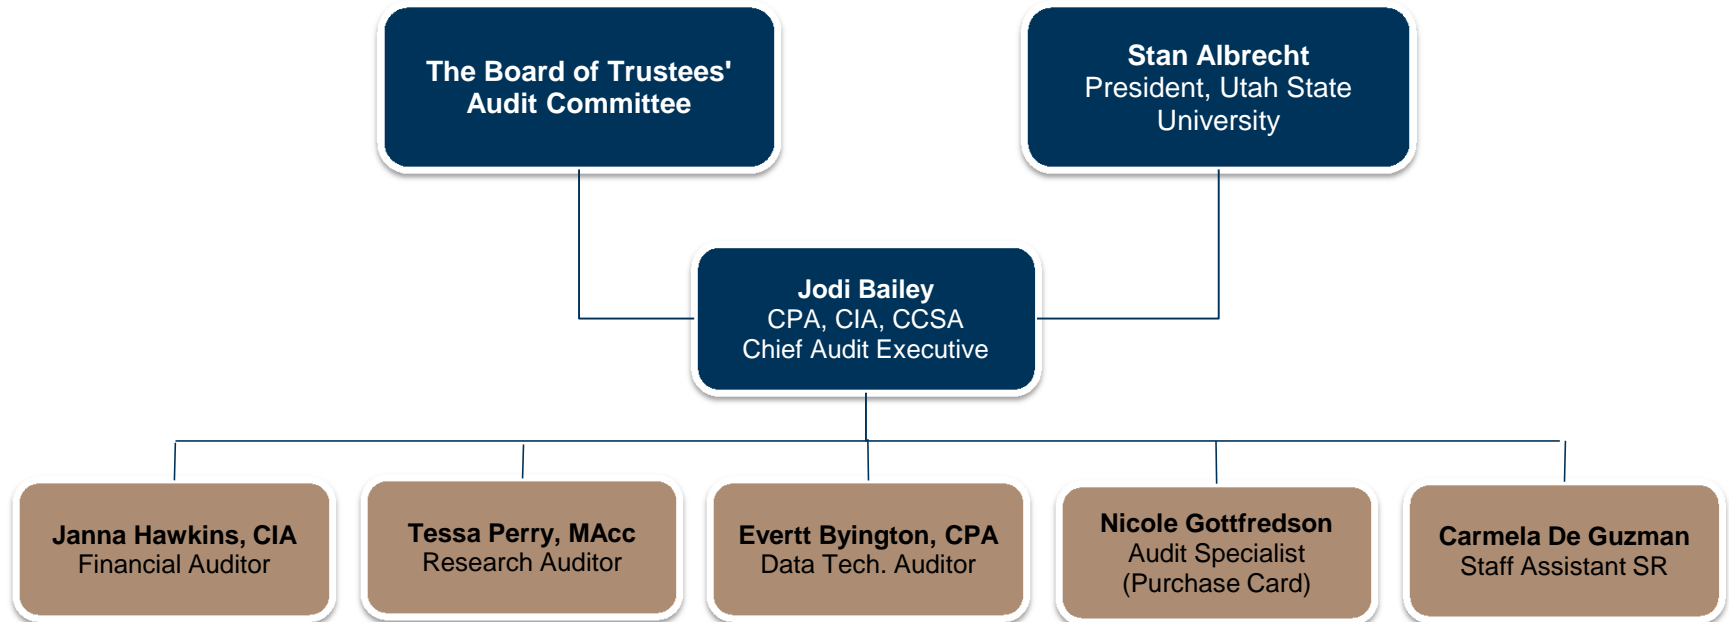 The Board of Trustees'
Audit Committee
Stan Albrecht
President, Utah State
University
Jodi Bailey
CPA, CIA, CCSA
Chief Audit Executive
Janna Hawkins, CIA
Financial Auditor
Tessa Perry, MAcc
Research Auditor
Evertt Byington, CPA
Data Tech. Auditor
Nicole Gottfredson
Audit Specialist
(Purchase Card)
Carmela De Guzman
Staff Assistant SR